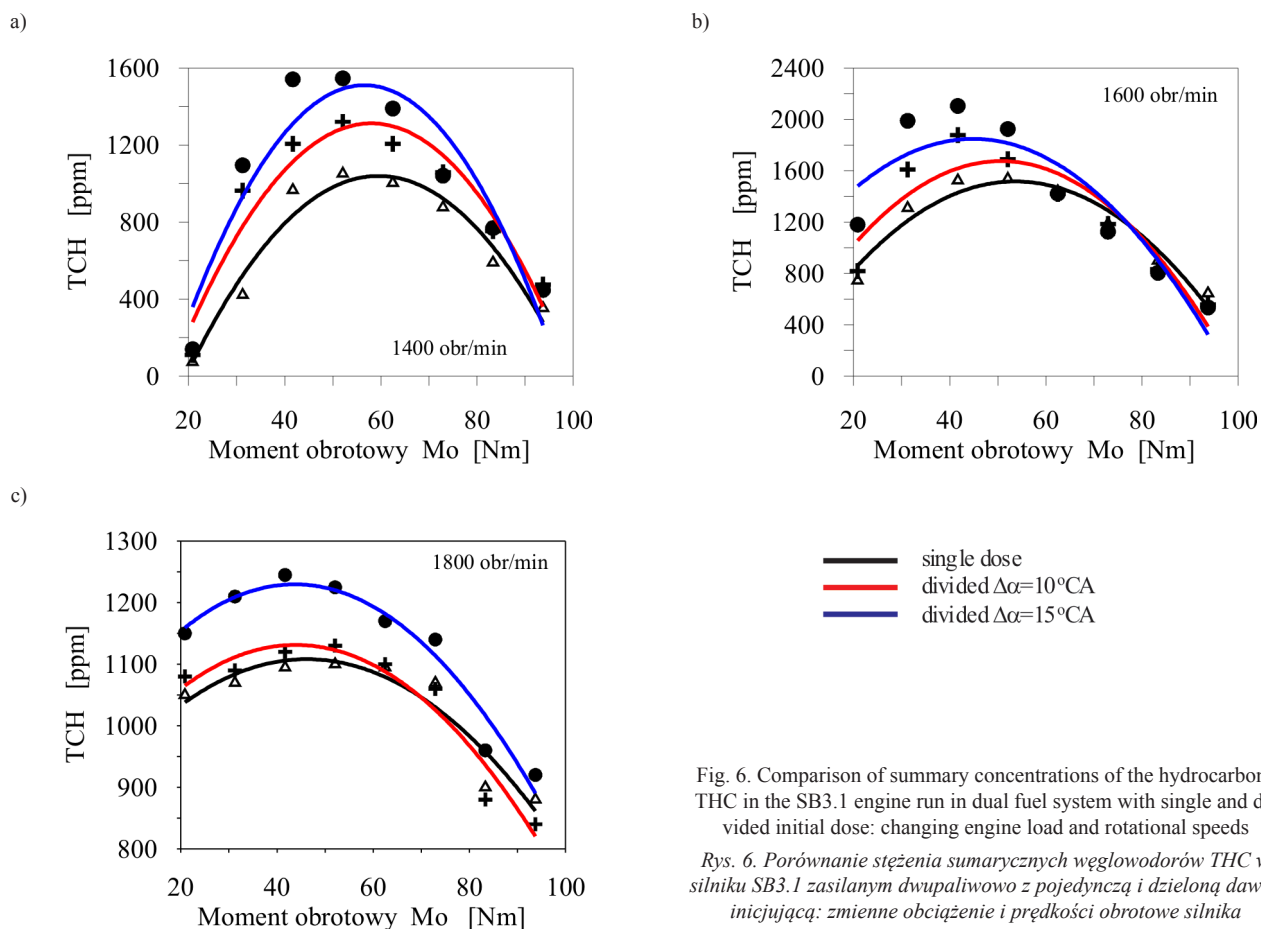 a)
1600
1200
800
400
0
TCH [ppm]
1400 obr/min
20 40 60 80 100
Moment obrotowy Mo [Nm]
b)
2400
2000
1600
1200
800
400
0
TCH [ppm]
1600 obr/min
20 40 60 80 100
Moment obrotowy Mo [Nm]
c)
1300
1200
1100
1000
900
800
TCH [ppm]
1800 obr/min
20 40 60 80 100
Moment obrotowy Mo [Nm]
single dose
divided Δα=10°CA
divided Δα=15°CA
Fig. 6. Comparison of summary concentrations of the hydrocarbon
THC in the SB3.1 engine run in dual fuel system with single and d
vided initial dose: changing engine load and rotational speeds
Rys. 6. Porównanie stężenia sumarycznych węglowodorów THC w
silniku SB3.1 zasilanym dwupaliwowo z pojedynczą i dzieloną daw
inicjującą: zmienne obciążenie i prędkości obrotowe silnika